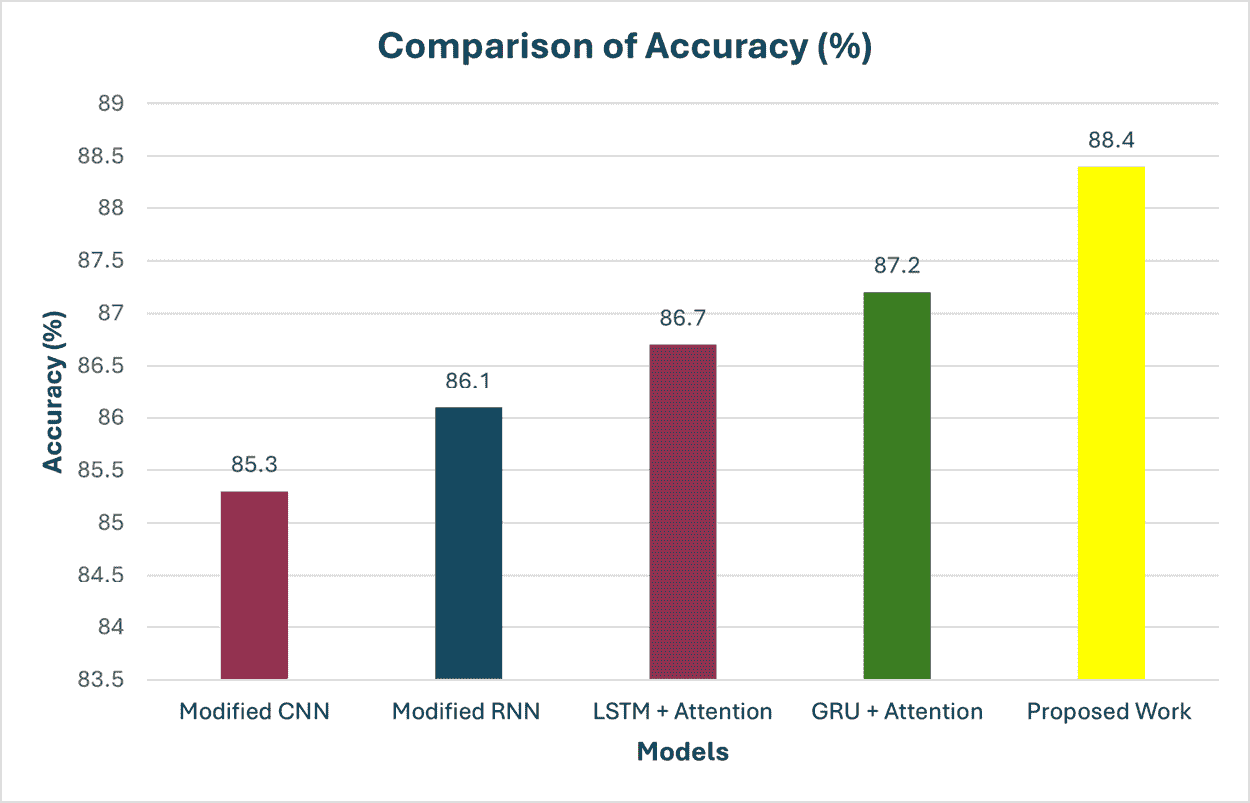 Comparison of Accuracy (%)
89
88.5
88
87.5
87
86.5
86
85.5
85
84.5
84
83.5
Accuracy (%)
85.3
86.1
86.7
87.2
88.4
Modified CNN
Modified RNN
LSTM + Attention
GRU + Attention
Proposed Work
Models